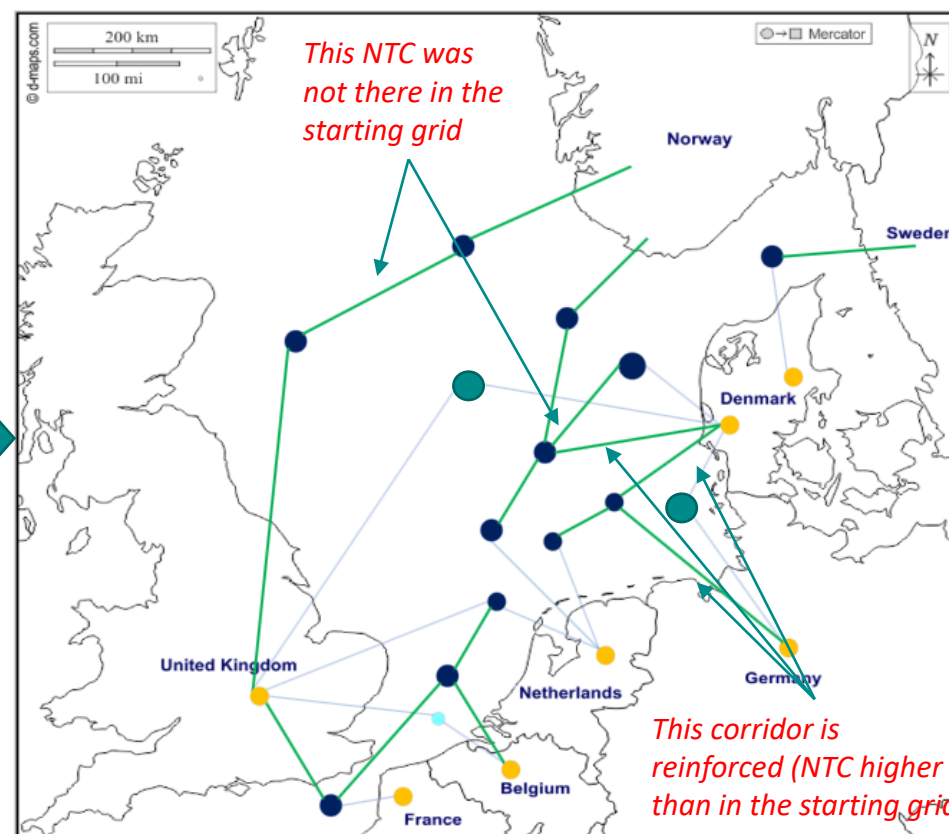 © d-maps.com
200 km
100 mi
This NTC was
not there in the
starting grid
Mercator
N
Norway
Sweden
Denmark
United Kingdom
Netherlands
Germany
Belgium
France
This corridor is
reinforced (NTC higher
than in the starting grid